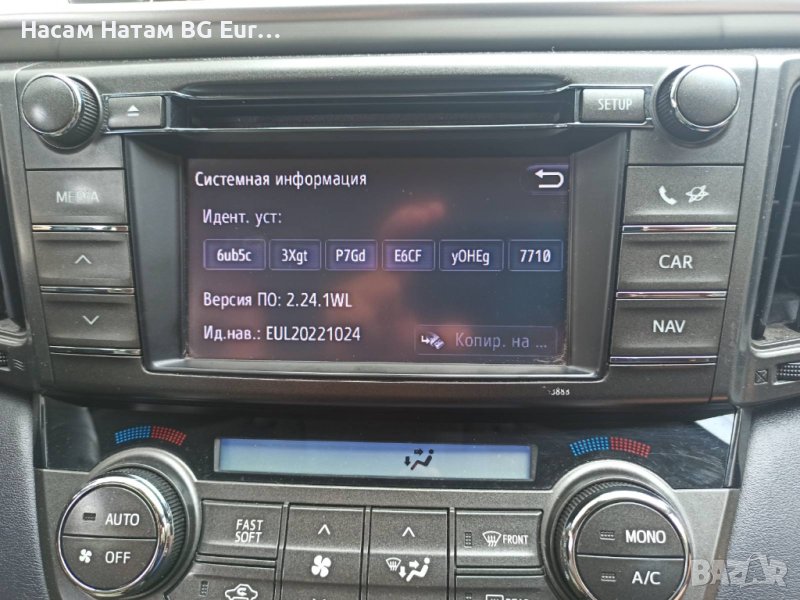 Насам Натам BG Eur...
SETUP
MEDIA
Системная информация
Идент. уст:
6ub5c 3Xgt P7Gd E6CF yOHEg 7710
Версия ПО: 2.24.1WL
Ид.нав.: EUL20221024
Копир. на ...
CAR
NAV
AUTO
OFF
FAST
SOFT
FRONT
MONO
A/C
bazar